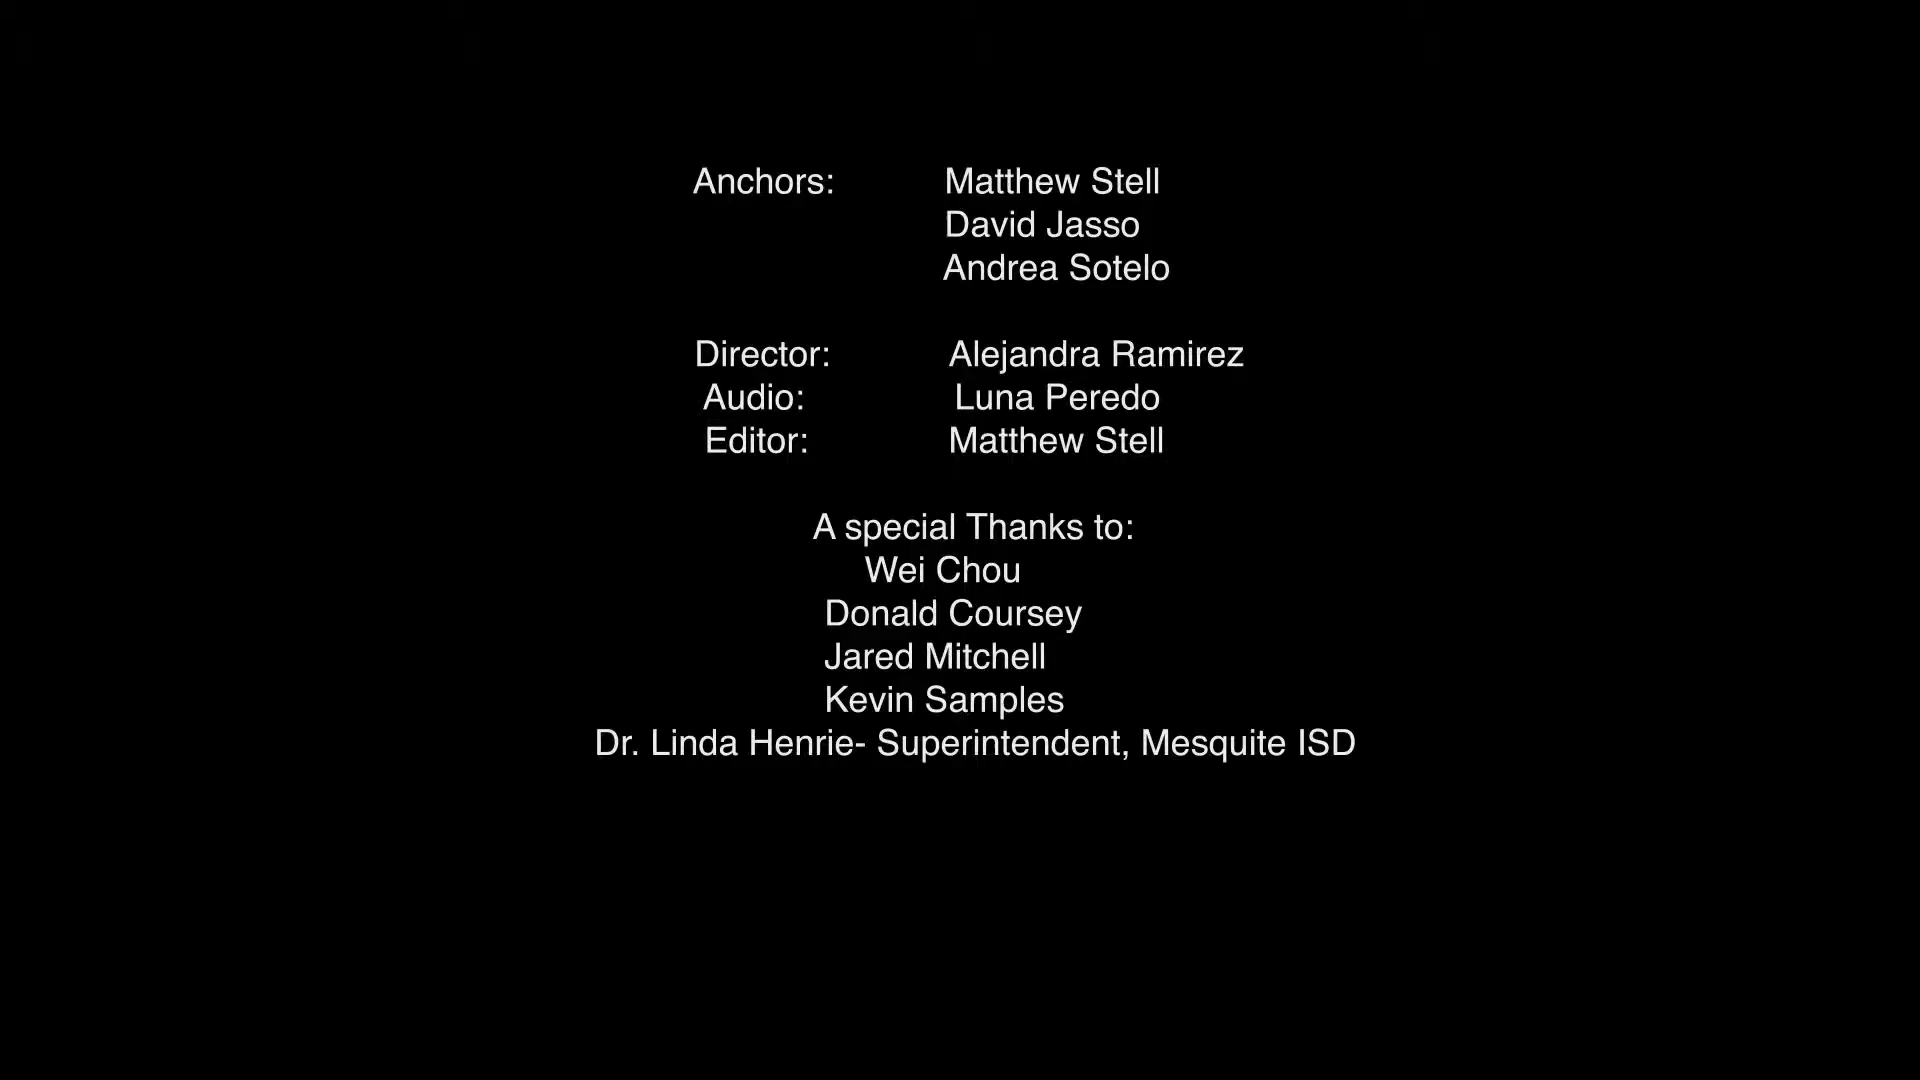 Anchors: Matthew Stell
David Jasso
Andrea Sotelo
Director: Alejandra Ramirez
Audio: Luna Peredo
Editor: Matthew Stell
A special Thanks to:
Wei Chou
Donald Coursey
Jared Mitchell
Kevin Samples
Dr. Linda Henrie- Superintendent, Mesquite ISD